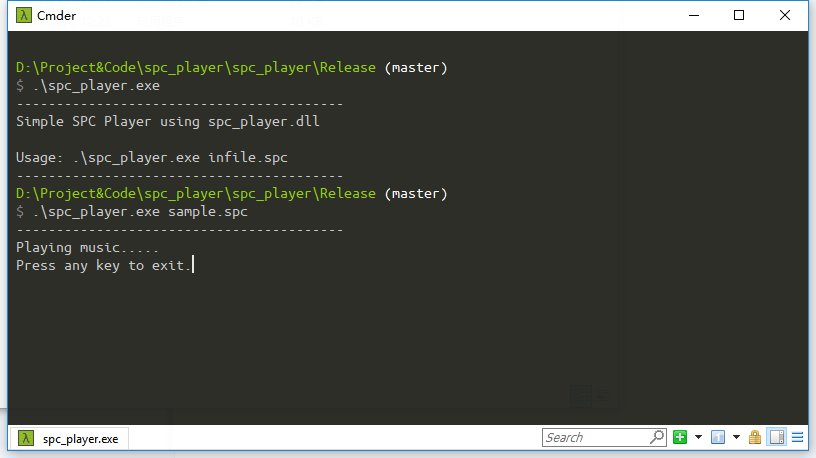 λ Cmder
D:\Project&Code\spc_player\spc_player\Release (master)
$ .\spc_player.exe
-----------------------------------------
Simple SPC Player using spc_player.dll
Usage: .\spc_player.exe infile.spc
-----------------------------------------
D:\Project&Code\spc_player\spc_player\Release (master)
$ .\spc_player.exe sample.spc
-----------------------------------------
Playing music.....
Press any key to exit.
λ spc_player.exe
Search